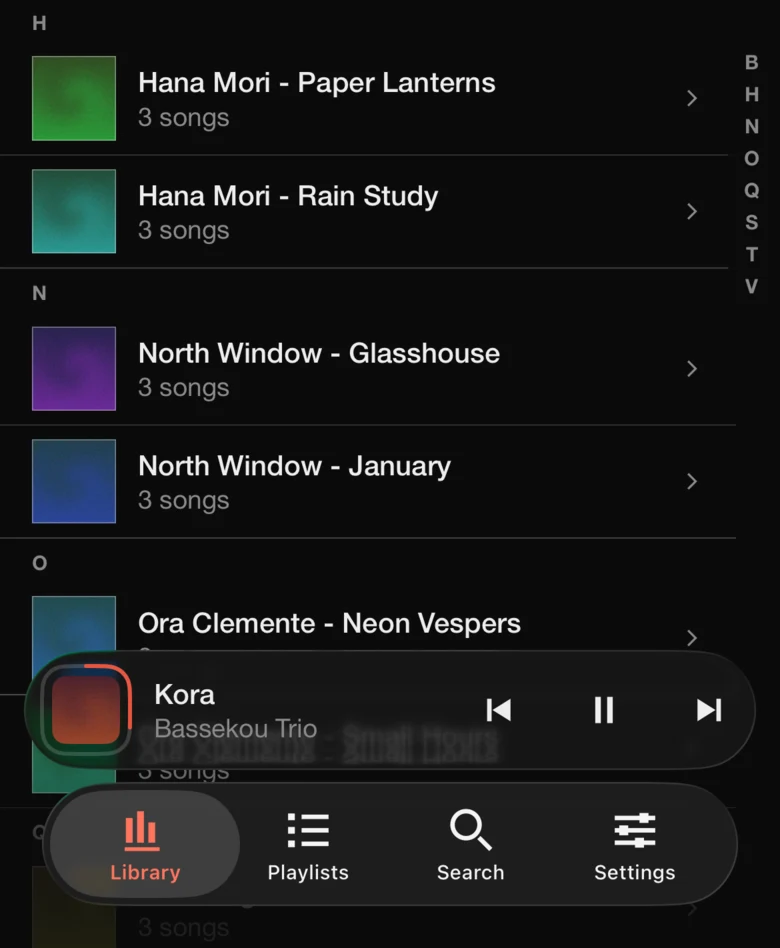 H
Hana Mori - Paper Lanterns
3 songs
Hana Mori - Rain Study
3 songs
N
North Window - Glasshouse
3 songs
North Window - January
3 songs
O
Ora Clemente - Neon Vespers
Kora
Bassekou Trio
3 songs
Q
Library
Playlists
Search
Settings
3 songs
B
H
N
O
Q
S
T
V